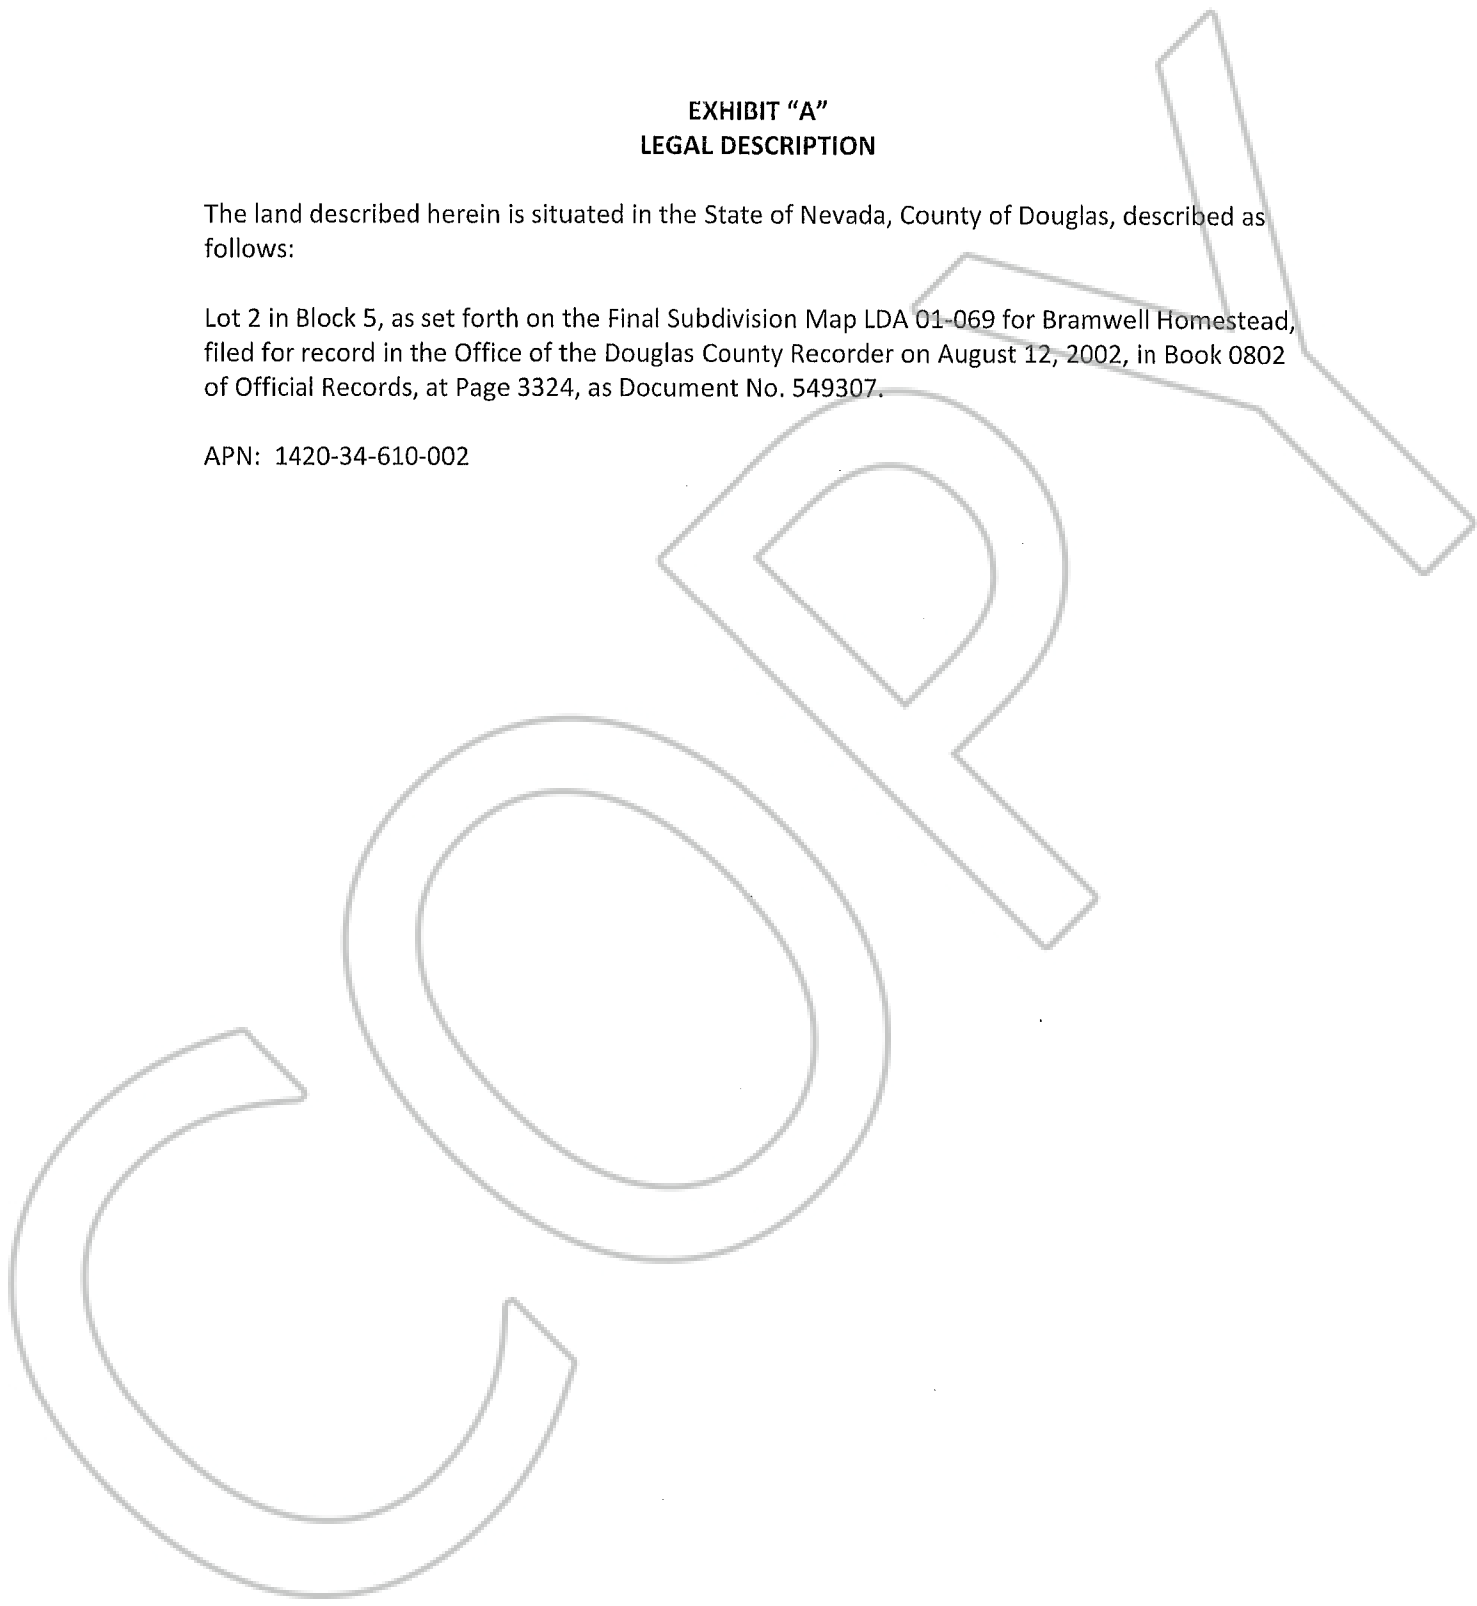 EXHIBIT “A”
LEGAL DESCRIPTION
The land described herein is situated in the State of Nevada, County of Douglas, described as
follows:
Lot 2 in Block 5, as set forth on the Final Subdivision Map LDA 01-069 for Bramwell Homestead,
filed for record in the Office of the Douglas County Recorder on August 12, 2002, in Book 0802
of Official Records, at Page 3324, as Document No. 549307.
APN:  1420-34-610-002
COPY